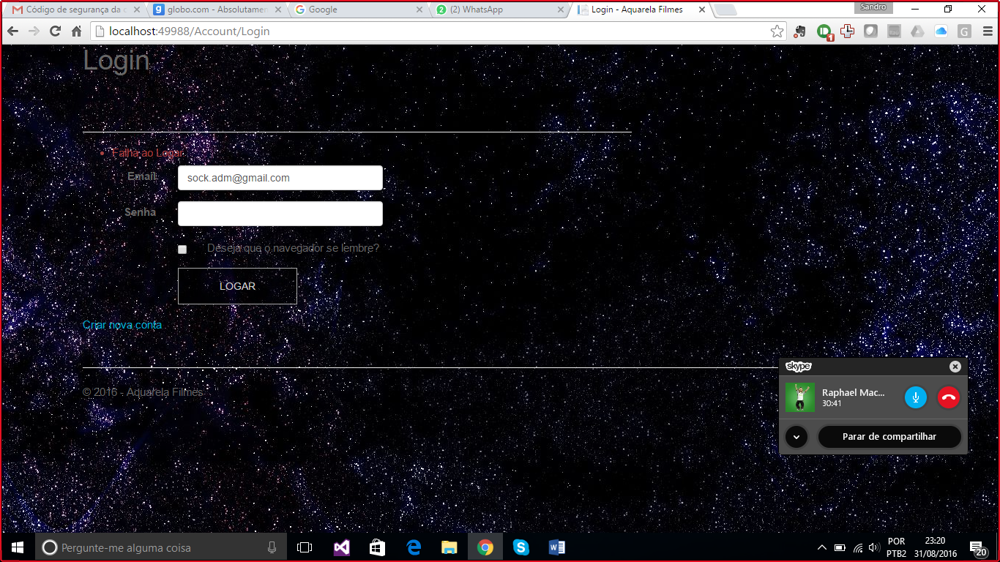 Código de segurança da c
globo.com - Absolutamen
Google
(2) WhatsApp
Login - Aquarela Filmes
Sandro
localhost:49988/Account/Login
Login
Falha ao Logar
Email
sock.adm@gmail.com
Senha
Deseja que o navegador se lembre?
LOGAR
Criar nova conta
© 2016 - Aquarela Filmes
skype
Raphael Mac...
30:41
Parar de compartilhar
Pergunte-me alguma coisa
POR
PTB2
23:20
31/08/2016
20